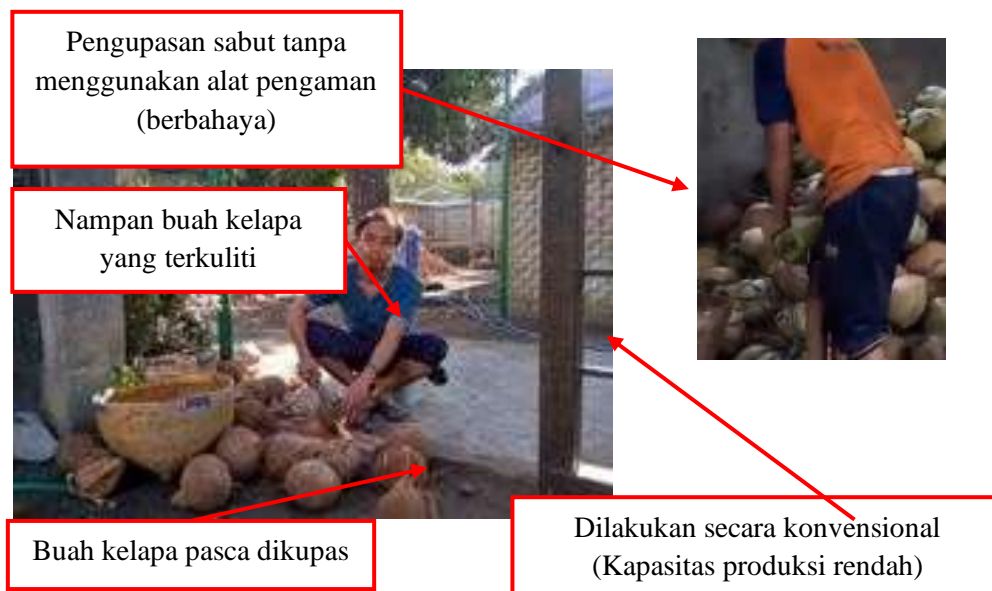 Pengupasan sabut tanpa
menggunakan alat pengaman
(berbahaya)
Nampan buah kelapa
yang terkuliti
Buah kelapa pasca dikupas
Dilakukan secara konvensional
(Kapasitas produksi rendah)